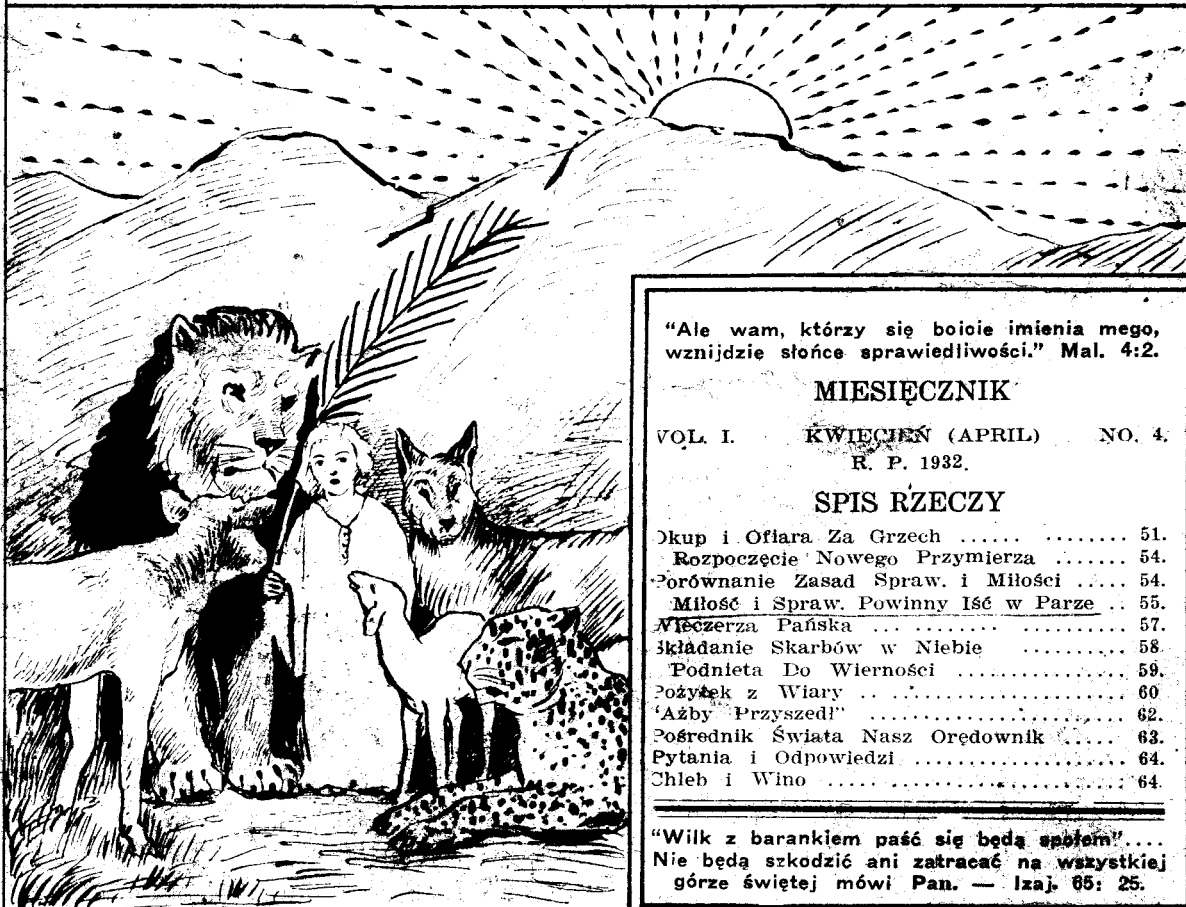 "Ale wam, którzy się boicie imienia mego,
wznijdzie słońce sprawiedliwości." Mal. 4:2.
MIESIĘCZNIK
VOL. I. KWIECIEŃ (APRIL) NO. 4.
R. P. 1932.
SPIS RZECZY
Okup i Ofiara Za Grzech ...... ........ 51.
Rozpoczęcie Nowego Przymierza ....... 54.
Porównanie Zasad Spraw. i Miłości ..... 54.
Miłość i Spraw. Powinny Iść w Parze .. 55.
Wieczerza Pańska ... ........ ......... 57.
Składanie Skarbów w Niebie ......... 58.
Podnieta Do Wierności ................ 59.
Pożytek z Wiary ....................... 60
"Ażby Przyszedł" ...................... 62.
Pośrednik Świata Nasz Orędownik ..... 63.
Pytania i Odpowiedzi .................. 64.
Chleb i Wino .......................... 64.
"Wilk z barankiem paść się będą społem"....
Nie będą szkodzić ani zatracać na wszystkiej
górze świętej mówi Pan. — Izaj. 65: 25.